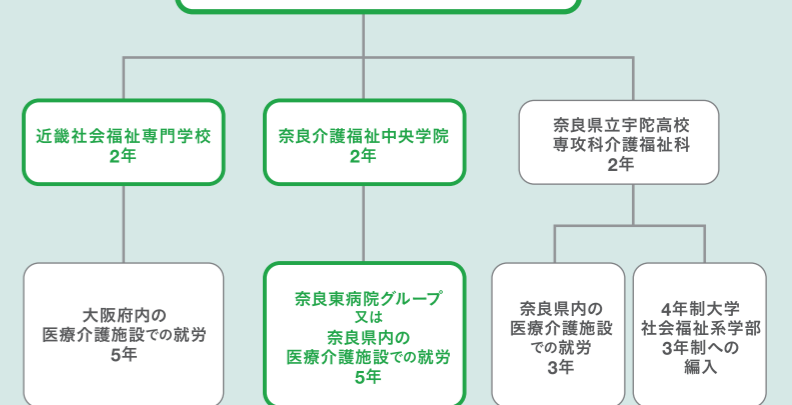 近畿社会福祉専門学校
2年
奈良介護福祉中央学院
2年
奈良県立宇陀高校
専攻科介護福祉科
2年
大阪府内の
医療介護施設での就労
5年
奈良東病院グループ
又は
奈良県内の
医療介護施設での就労
5年
奈良県内の
医療介護施設
での就労
3年
4年制大学
社会福祉系学部
3年制への
編入